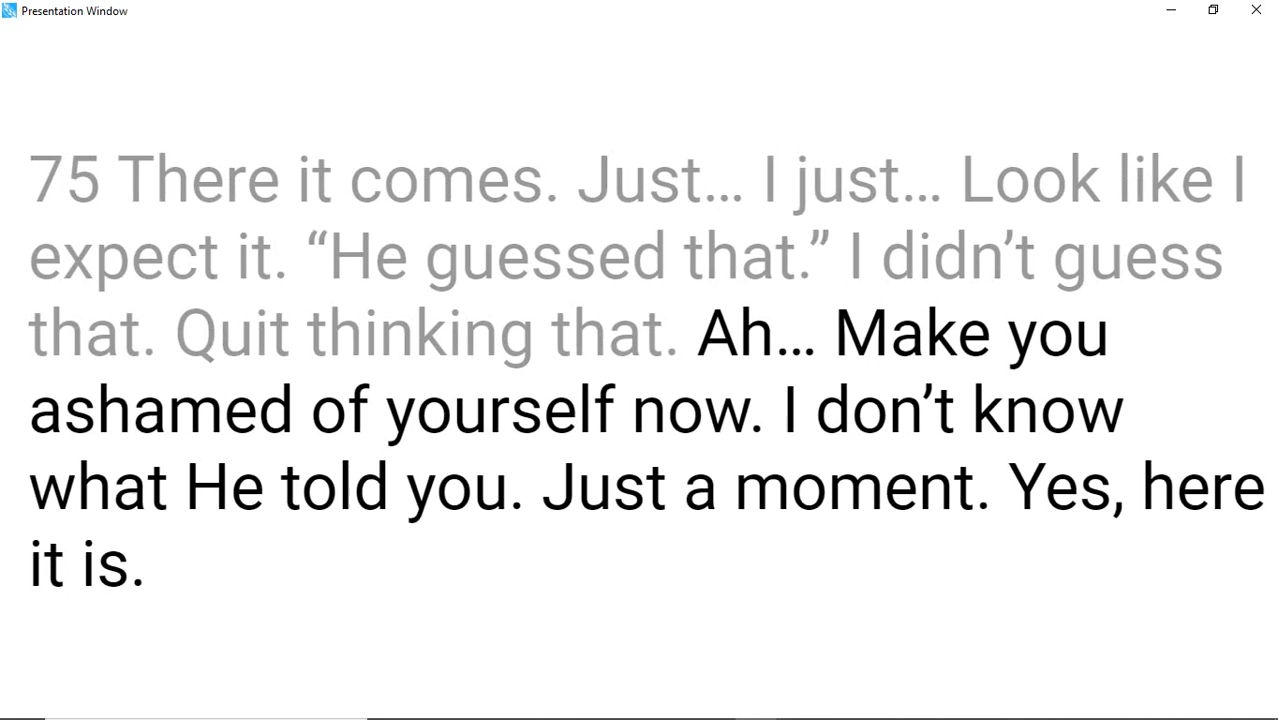 Presentation Window
75 There it comes. Just… I just… Look like I
expect it. “He guessed that.” I didn’t guess
that. Quit thinking that. Ah… Make you
ashamed of yourself now. I don’t know
what He told you. Just a moment. Yes, here
it is.